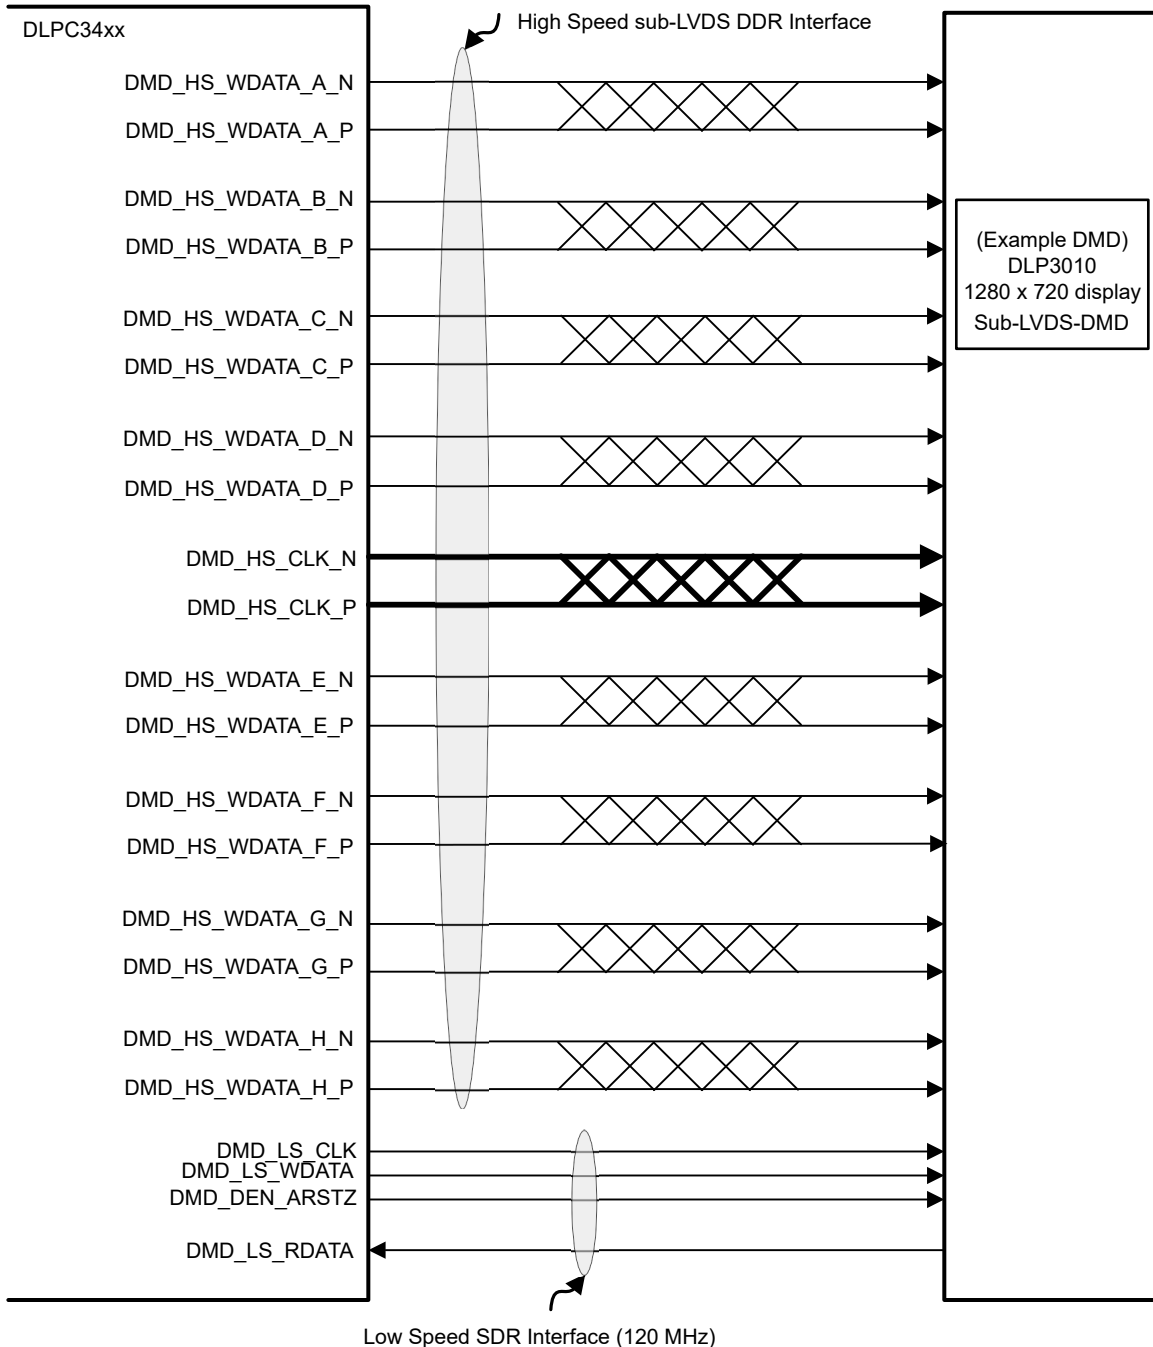 High Speed sub-LVDS DDR Interface
DLPC34xx
DMD_HS_WDATA_A_N
DMD_HS_WDATA_A_P
DMD_HS_WDATA_B_N
DMD_HS_WDATA_B_P
(Example DMD)
DLP3010
1280 x 720 display
Sub-LVDS-DMD
DMD_HS_WDATA_C_N
DMD_HS_WDATA_C_P
DMD_HS_WDATA_D_N
DMD_HS_WDATA_D_P
DMD_HS_CLK_N
DMD_HS_CLK_P
DMD_HS_WDATA_E_N
DMD_HS_WDATA_E_P
DMD_HS_WDATA_F_N
DMD_HS_WDATA_F_P
DMD_HS_WDATA_G_N
DMD_HS_WDATA_G_P
DMD_HS_WDATA_H_N
DMD_HS_WDATA_H_P
DMD_LS_CLK
DMD_LS_WDATA
DMD_DEN_ARSTZ
DMD_LS_RDATA
Low Speed SDR Interface (120 MHz)